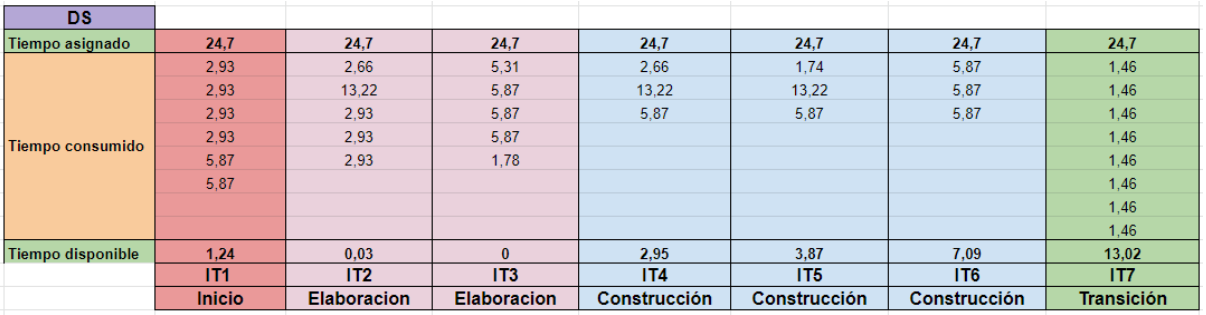 DS
Tiempo asignado 24,7 24,7 24,7 24,7 24,7 24,7 24,7
2,93 2,66 5,31 2,66 1,74 5,87 1,46
2,93 13,22 5,87 13,22 13,22 5,87 1,46
2,93 2,93 5,87 5,87 5,87 5,87 1,46
Tiempo consumido 2,93 2,93 5,87 1,46
5,87 2,93 1,78 1,46
5,87 1,46
1,46
1,46
Tiempo disponible 1,24 0,03 0 2,95 3,87 7,09 13,02
IT1 IT2 IT3 IT4 IT5 IT6 IT7
Inicio Elaboracion Elaboracion Construcción Construcción Construcción Transición